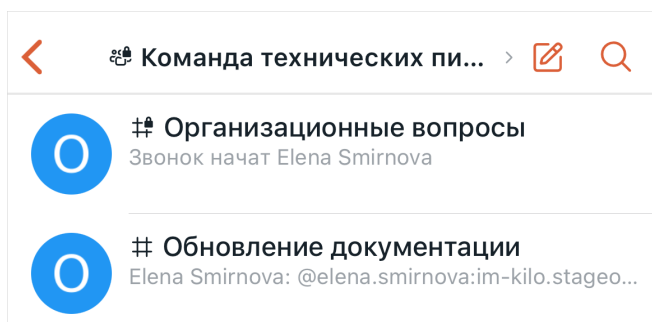 Команда технических пи...
О
Организационные вопросы
Звонок начат Elena Smirnova
О
Обновление документации
Elena Smirnova: @elena.smirnova:im-kilo.stageo...